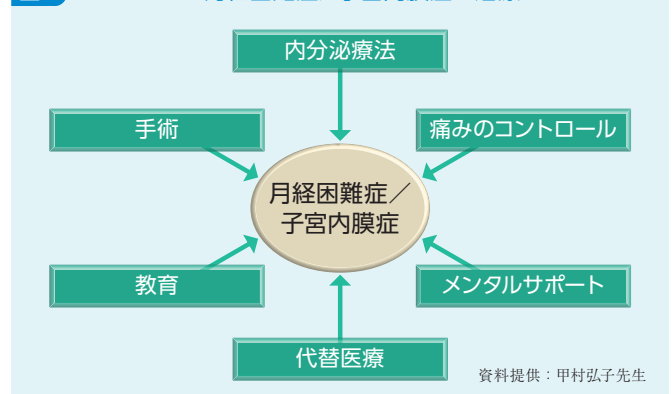 内分泌療法
手術
痛みのコントロール
月経困難症／
子宮内膜症
教育
メンタルサポート
代替医療
資料提供：甲村弘子先生